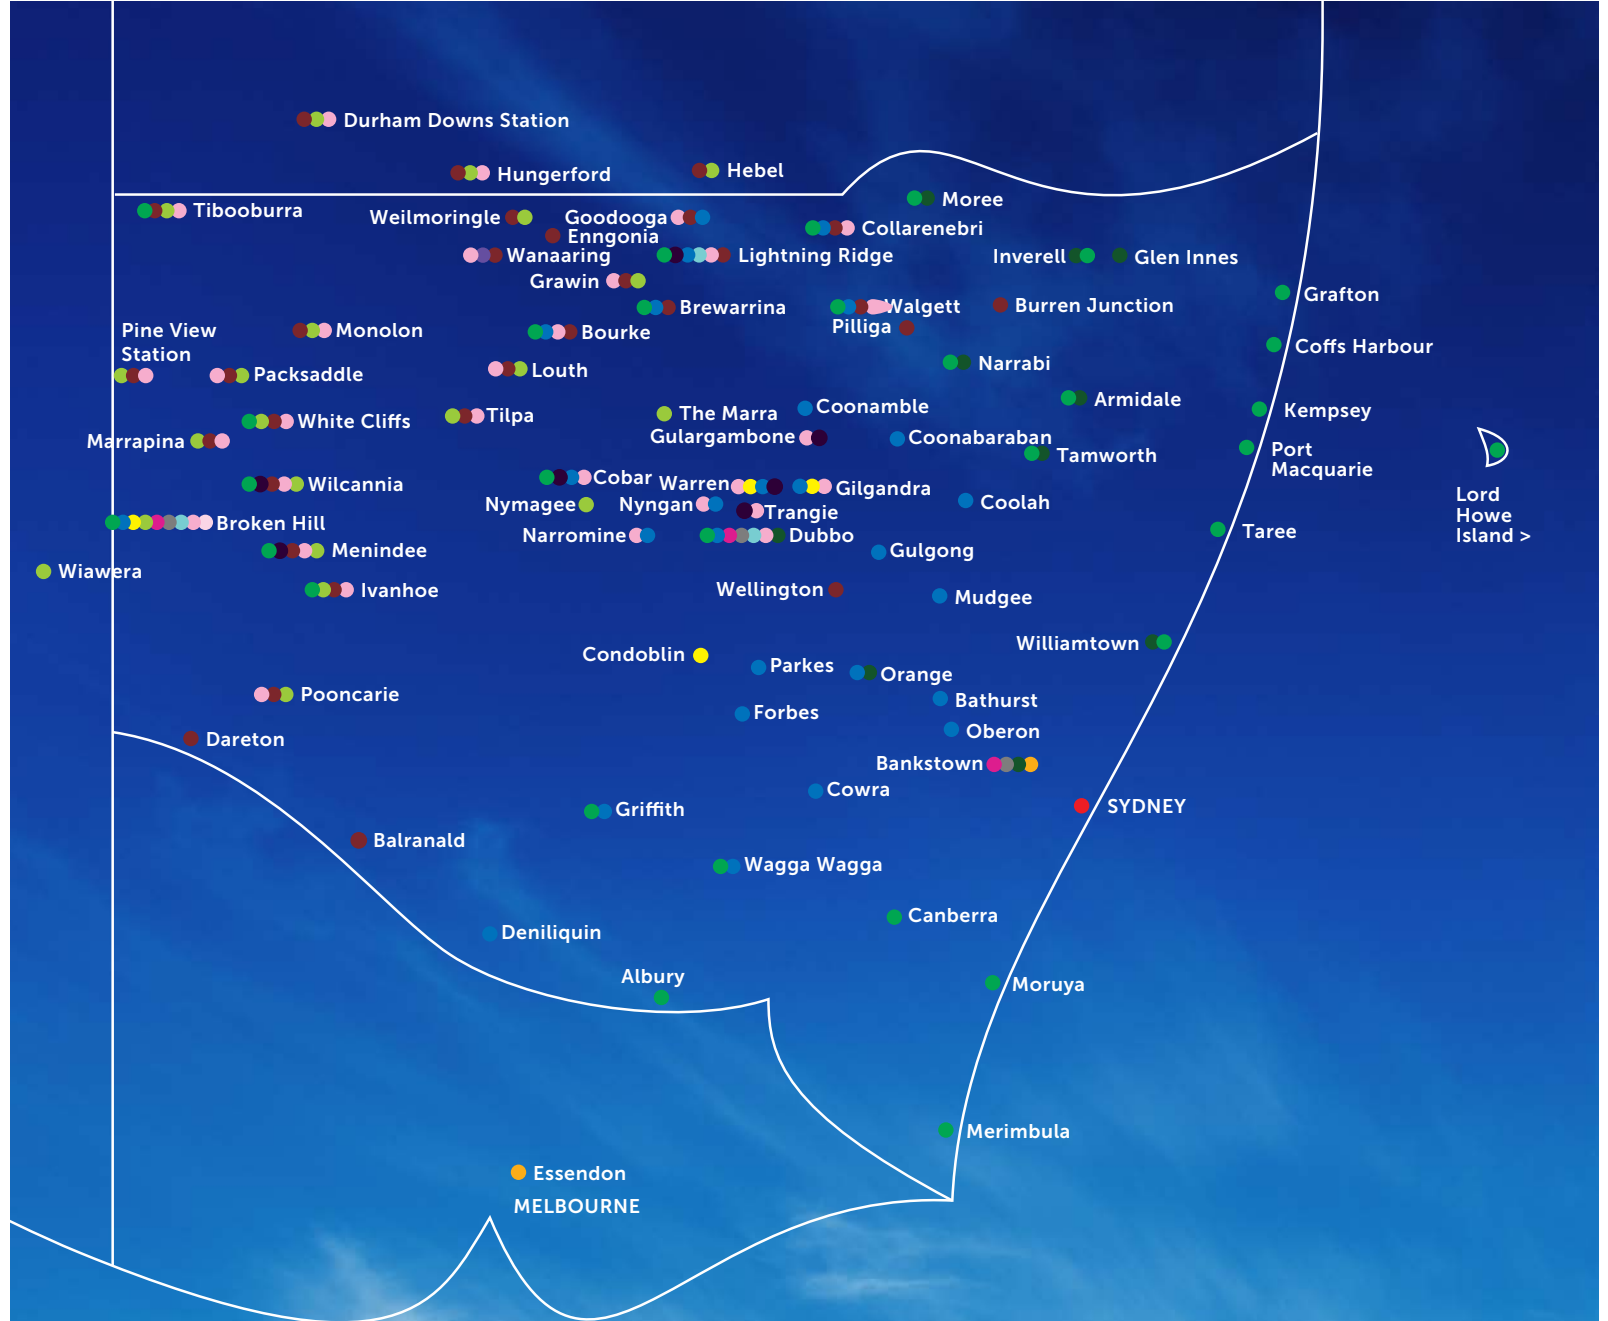 Durham Downs Station
Hungerford
Hebel
Moree
Tibooburra
Weilmoringle
Goodooga
Collarenebri
Enngonia
Wanaaring
Lightning Ridge
Inverell
Glen Innes
Grawin
Grafton
Brewarrina
Walgett
Burren Junction
Pine View
Station
Monolon
Bourke
Pilliga
Coffs Harbour
Packsaddle
Louth
Narrabi
Armidale
White Cliffs
Tilpa
The Marra
Coonamble
Kempsey
Marrapina
Gulargambone
Coonabaraban
Tamworth
Port
Macquarie
Wilcannia
Cobar
Warren
Gilgandra
Lord
Howe
Island >
Nymagee
Nyngan
Trangie
Coolah
Broken Hill
Narromine
Dubbo
Taree
Menindee
Gulgong
Wiawera
Ivanhoe
Wellington
Mudgee
Williamtown
Condoblin
Parkes
Orange
Pooncarie
Forbes
Bathurst
Dareton
Oberon
Bankstown
Cowra
SYDNEY
Griffith
Balranald
Wagga Wagga
Canberra
Deniliquin
Albury
Moruya
Merimbula
Essendon
MELBOURNE